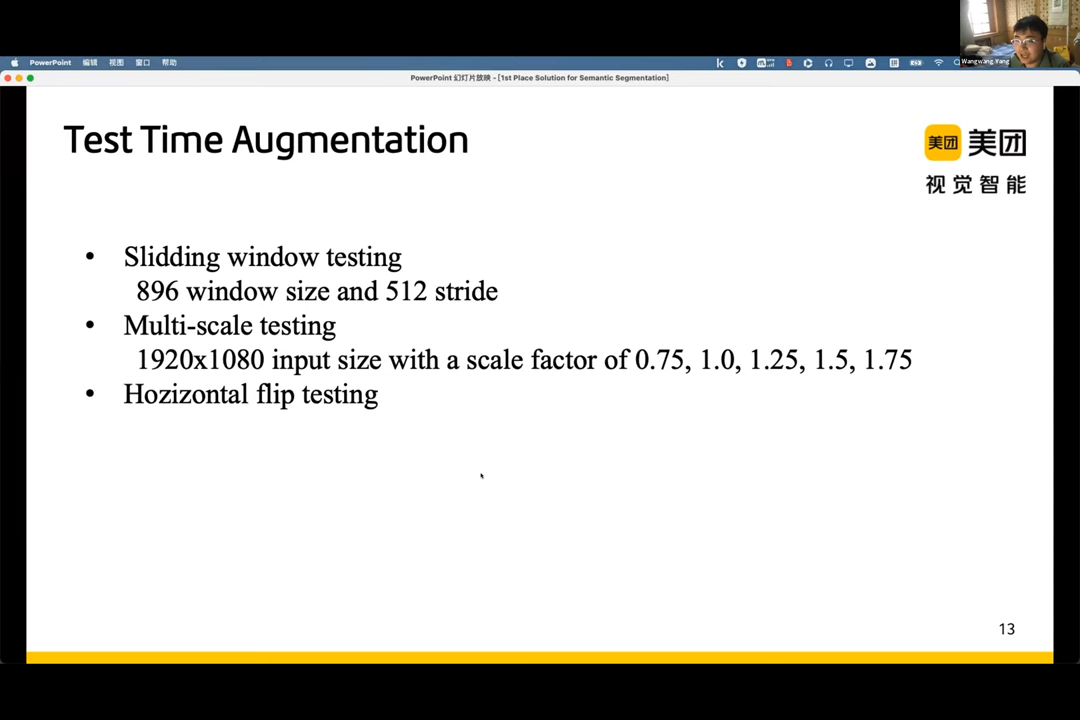 PowerPoint 编辑 视图 窗口 帮助
Wangwang Yang
PowerPoint 幻灯片放映 - [1st Place Solution for Semantic Segmentation]
Test Time Augmentation
美团 美团
视觉智能
• Slidding window testing
896 window size and 512 stride
• Multi-scale testing
1920x1080 input size with a scale factor of 0.75, 1.0, 1.25, 1.5, 1.75
• Hozizontal flip testing
13